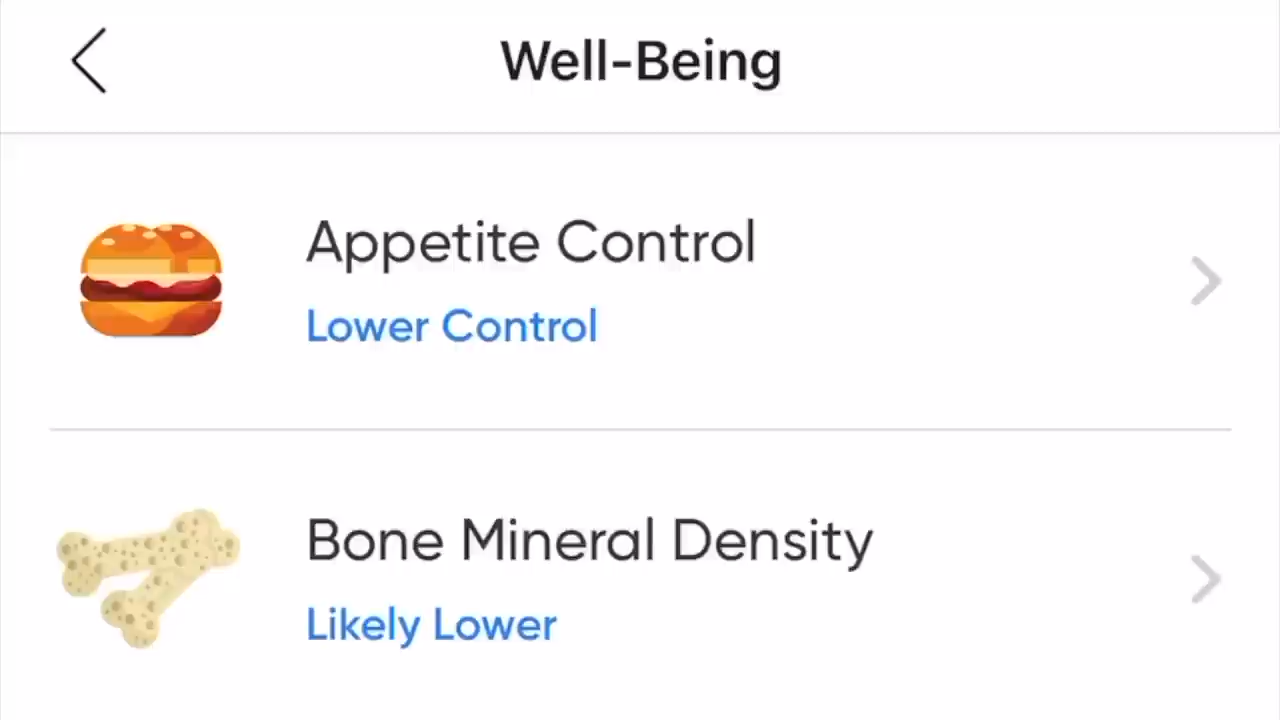 Well-Being
Appetite Control
Lower Control
Bone Mineral Density
Likely Lower